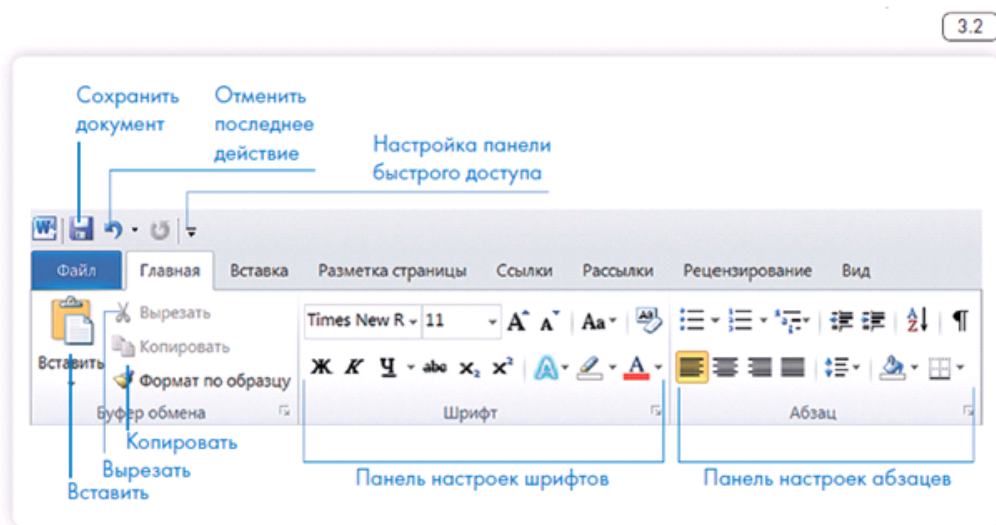 3.2
Сохранить
документ
Отменить
последнее
действие
Настройка панели
быстрого доступа
W
Файл Главная Вставка Разметка страницы Ссылки Рассылки Рецензирование Вид
Вставить
Вырезать
Копировать
Формат по образцу
Буфер обмена
Times New R 11 А А Aa
Ж К Ч abc x₂ x² A A
Шрифт
Абзац
Копировать
Вырезать
Вставить
Панель настроек шрифтов
Панель настроек абзацев